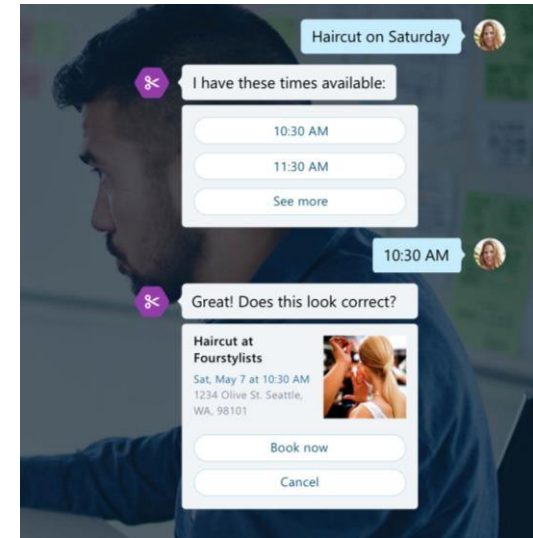 Haircut on Saturday
I have these times available:
10:30 AM
11:30 AM
See more
10:30 AM
Great! Does this look correct?
Haircut at
Fourstylists
Sat, May 7 at 10:30 AM
1234 Olive St. Seattle,
WA, 98101
Book now
Cancel